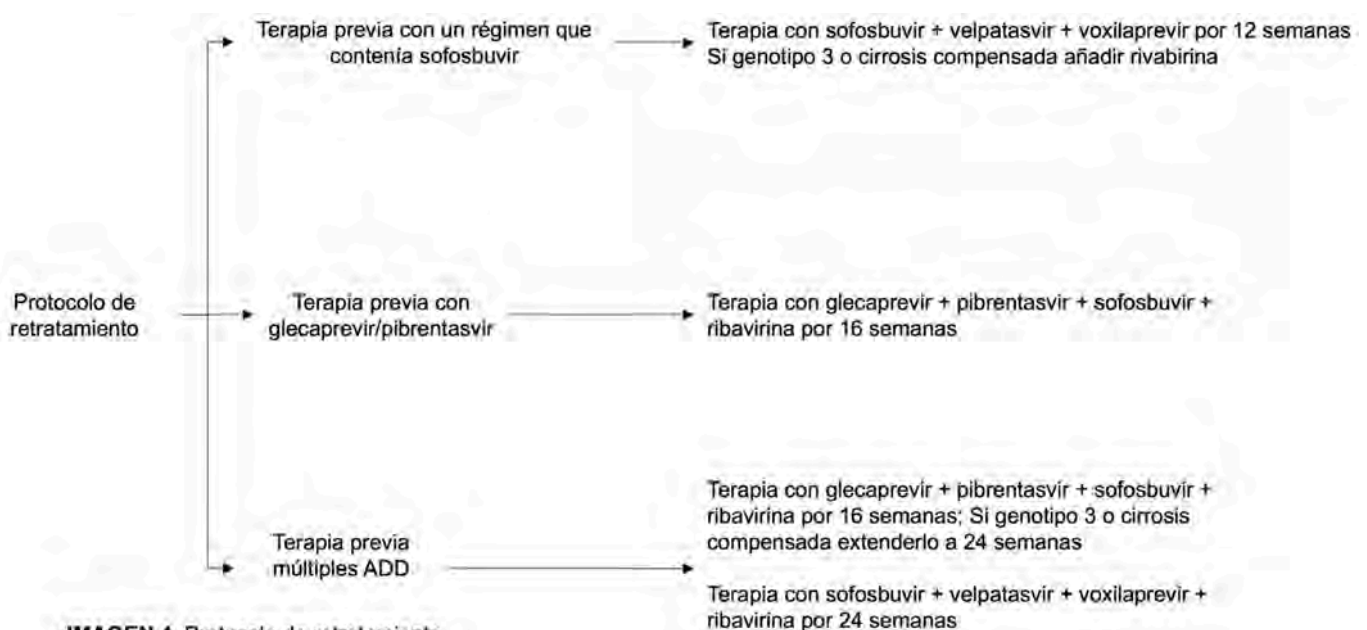 Terapia previa con un régimen que
contenía sofosbuvir
Terapia con sofosbuvir + velpatasvir + voxilaprevir por 12 semanas
Si genotipo 3 o cirrosis compensada añadir rivabirina
Protocolo de
retratamiento
Terapia previa con
glecaprevir/pibrentasvir
Terapia con glecaprevir + pibrentasvir + sofosbuvir +
ribavirina por 16 semanas
Terapia previa
múltiples ADD
Terapia con glecaprevir + pibrentasvir + sofosbuvir +
ribavirina por 16 semanas; Si genotipo 3 o cirrosis
compensada extenderlo a 24 semanas
Terapia con sofosbuvir + velpatasvir + voxilaprevir +
ribavirina por 24 semanas